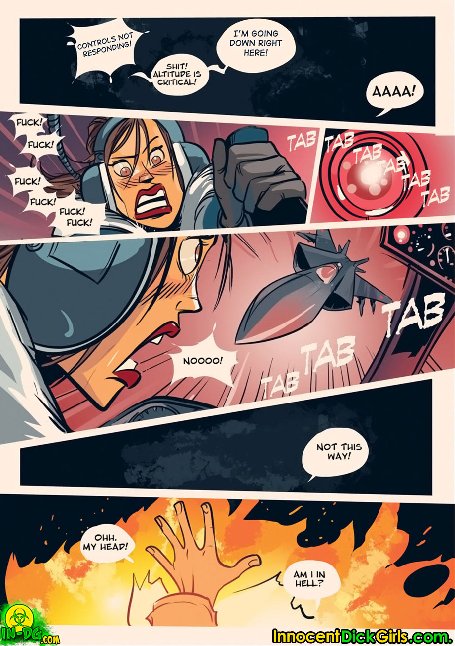 CONTROLS NOT
RESPONDING!
SHIT!
ALTITUDE IS
CRITICAL!
I'M GOING
DOWN RIGHT
HERE!
AAAA!
FUCK!
FUCK!
FUCK!
FUCK!
FUCK!
FUCK!
TAB
TAB
TAB
TAB
TAB
TAB
NOOOO!
TAB
TAB
TAB
NOT THIS
WAY!
OHH.
MY HEAD!
AM I IN
HELL?
IN-DG.com
InnocentDickGirls.com